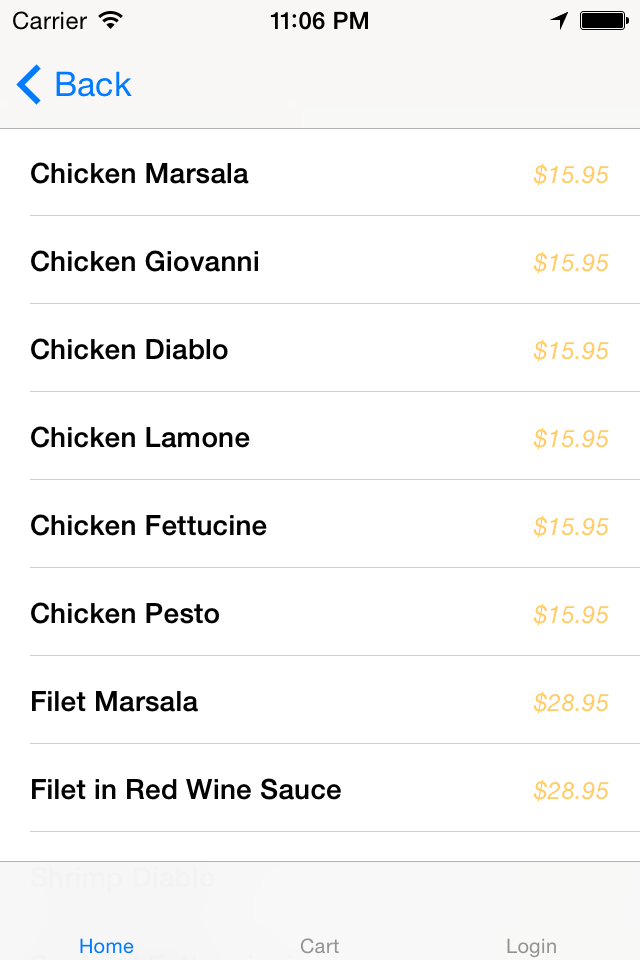 Carrier 11:06 PM
Back
Chicken Marsala $15.95
Chicken Giovanni $15.95
Chicken Diablo $15.95
Chicken Lamone $15.95
Chicken Fettucine $15.95
Chicken Pesto $15.95
Filet Marsala $28.95
Filet in Red Wine Sauce $28.95
Shrimp Diablo
Home Cart Login